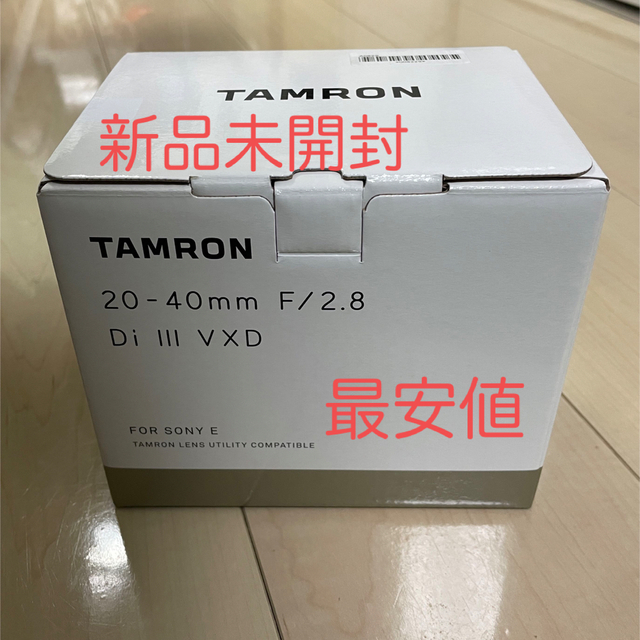 TAMRON
新品未開封
TAMRON
20-40mm F/2.8
Di III VXD
最安値
FOR SONY E
TAMRON LENS UTILITY COMPATIBLE